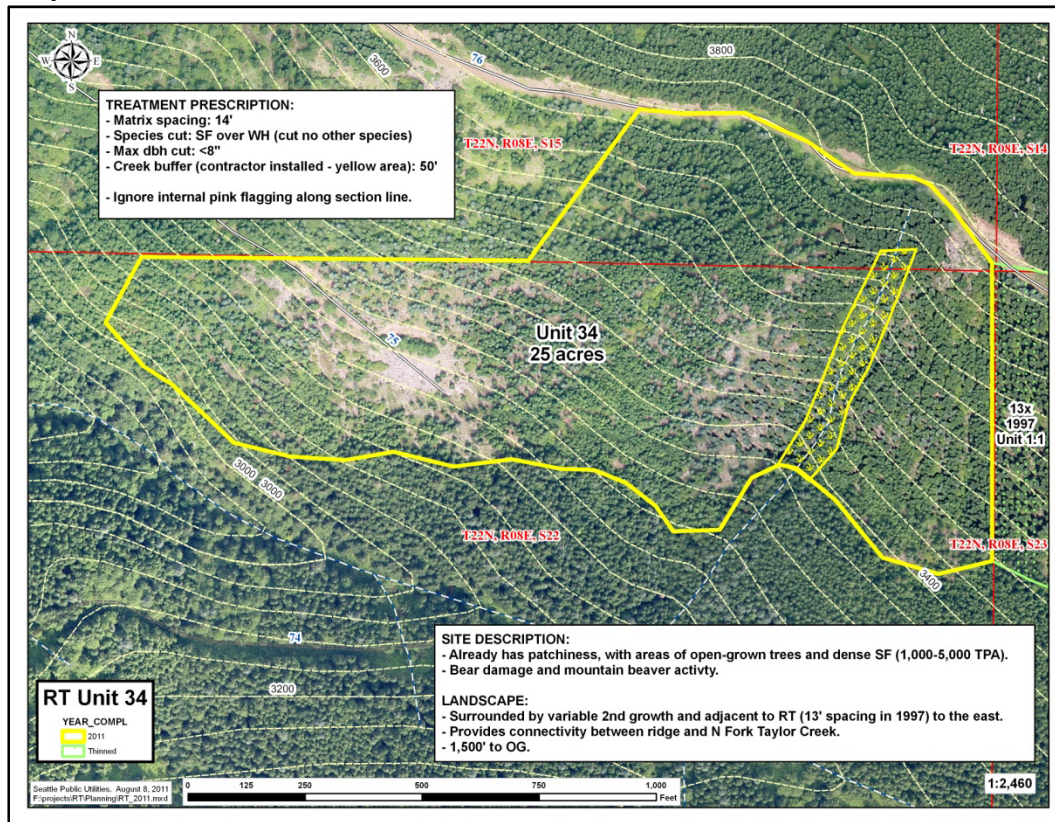 N
W E
S
3600
76
3800
TREATMENT PRESCRIPTION:
- Matrix spacing: 14'
- Species cut: SF over WH (cut no other species)
- Max dbh cut: <8"
- Creek buffer (contractor installed - yellow area): 50'
- Ignore internal pink flagging along section line.
T22N, R08E, S15
T22N, R08E, S14
Unit 34
25 acres
75
13x
1997
Unit 1.1
3000
3000
T22N, R08E, S22
T22N, R08E, S23
3400
74
3200
SITE DESCRIPTION:
- Already has patchiness, with areas of open-grown trees and dense SF (1,000-5,000 TPA).
- Bear damage and mountain beaver activty.
LANDSCAPE:
- Surrounded by variable 2nd growth and adjacent to RT (13' spacing in 1997) to the east.
- Provides connectivity between ridge and N Fork Taylor Creek.
- 1,500' to OG.
RT Unit 34
YEAR_COMPL
2011
Thinned
Seattle Public Utilities. August 8, 2011
F:\projects\RT\Planning\RT_2011.mxd
0 125 250 500 750 1,000
Feet
1:2,460